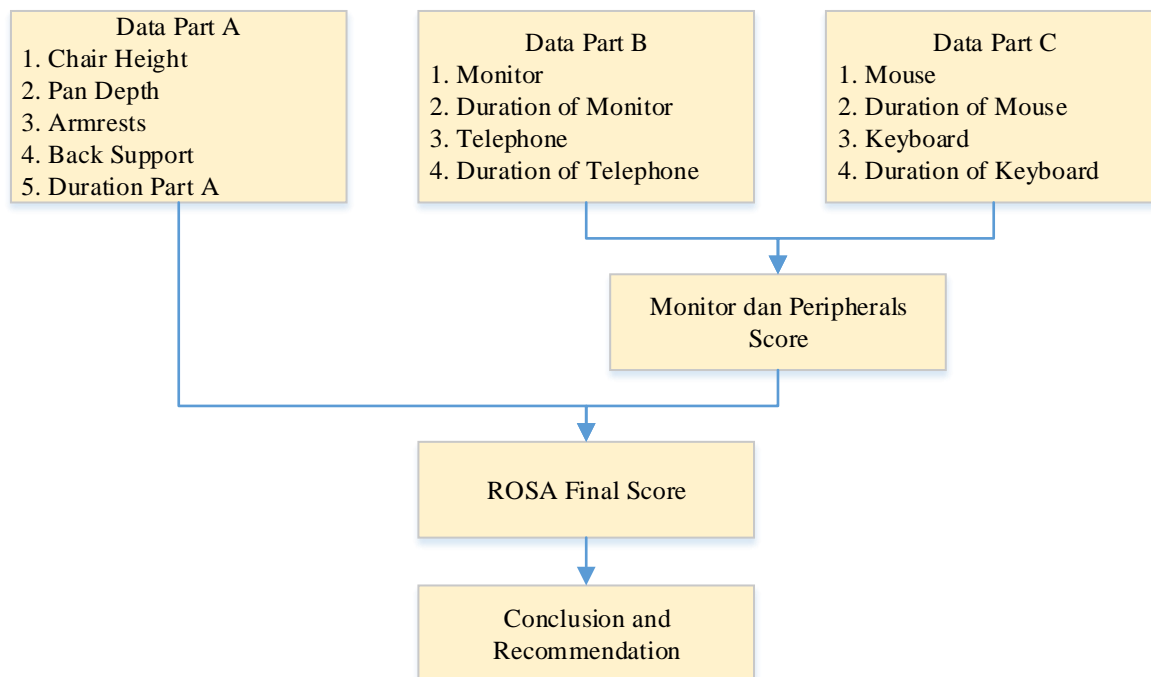 Data Part A
1. Chair Height
2. Pan Depth
3. Armrests
4. Back Support
5. Duration Part A
Data Part B
1. Monitor
2. Duration of Monitor
3. Telephone
4. Duration of Telephone
Data Part C
1. Mouse
2. Duration of Mouse
3. Keyboard
4. Duration of Keyboard
Monitor dan Peripherals
Score
ROSA Final Score
Conclusion and
Recommendation